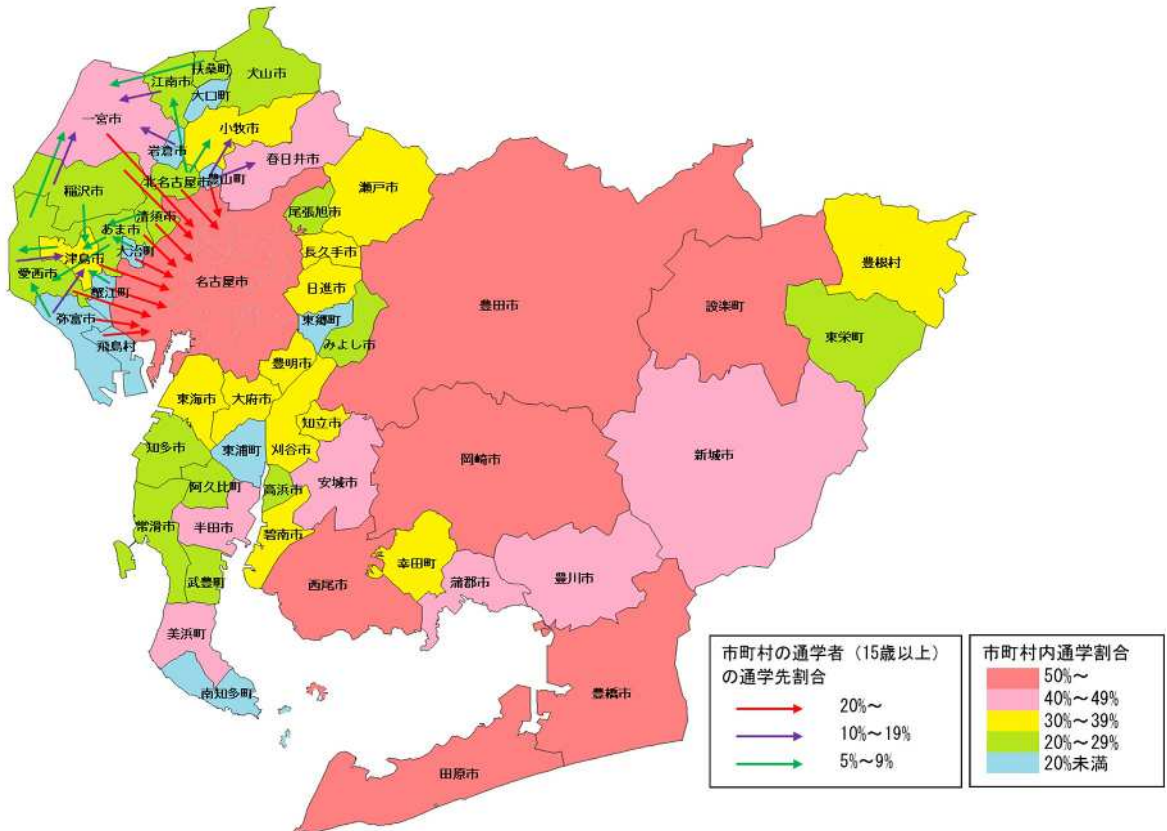 扶桑町
犬山市
江南市
大口町
一宮市
小牧市
岩倉市
春日井市
北名古屋市
豊山町
瀬戸市
稲沢市
尾張旭市
清須市
あま市
大治町
長久手市
津島市
愛西市
名古屋市
日進市
蟹江町
弥富市
東郷町
みよし市
飛島村
豊田市
設楽町
豊根村
東栄町
豊明市
東海市
大府市
知立市
知多市
東浦町
刈谷市
岡崎市
新城市
安城市
阿久比町
高浜市
常滑市
半田市
碧南市
武豊町
西尾市
幸田町
蒲郡市
豊川市
美浜町
南知多町
豊橋市
田原市
市町村の通学者(15歳以上)
の通学先割合
20%~
10%~19%
5%~9%
市町村内通学割合
50%~
40%~49%
30%~39%
20%~29%
20%未満